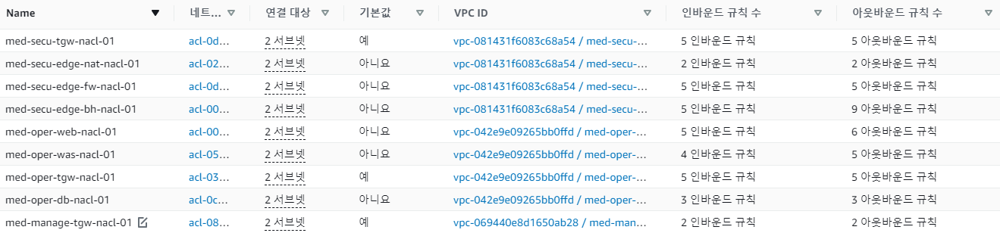 Name 네트... 연결 대상 기본값 VPC ID 인바운드 규칙 수 아웃바운드 규칙 수
med-secu-tgw-nacl-01 acl-0d... 2 서브넷 예 vpc-081431f6083c68a54 / med-secu-... 5 인바운드 규칙 5 아웃바운드 규칙
med-secu-edge-nat-nacl-01 acl-02... 2 서브넷 아니요 vpc-081431f6083c68a54 / med-secu-... 2 인바운드 규칙 2 아웃바운드 규칙
med-secu-edge-fw-nacl-01 acl-0d... 2 서브넷 아니요 vpc-081431f6083c68a54 / med-secu-... 5 인바운드 규칙 5 아웃바운드 규칙
med-secu-edge-bh-nacl-01 acl-00... 2 서브넷 아니요 vpc-081431f6083c68a54 / med-secu-... 5 인바운드 규칙 9 아웃바운드 규칙
med-oper-web-nacl-01 acl-00... 2 서브넷 아니요 vpc-042e9e09265bb0ffd / med-oper-... 5 인바운드 규칙 6 아웃바운드 규칙
med-oper-was-nacl-01 acl-05... 2 서브넷 아니요 vpc-042e9e09265bb0ffd / med-oper-... 4 인바운드 규칙 5 아웃바운드 규칙
med-oper-tgw-nacl-01 acl-03... 2 서브넷 예 vpc-042e9e09265bb0ffd / med-oper-... 5 인바운드 규칙 5 아웃바운드 규칙
med-oper-db-nacl-01 acl-0c... 2 서브넷 아니요 vpc-042e9e09265bb0ffd / med-oper-... 3 인바운드 규칙 3 아웃바운드 규칙
med-manage-tgw-nacl-01 acl-08... 2 서브넷 예 vpc-069440e8d1650ab28 / med-man... 2 인바운드 규칙 2 아웃바운드 규칙